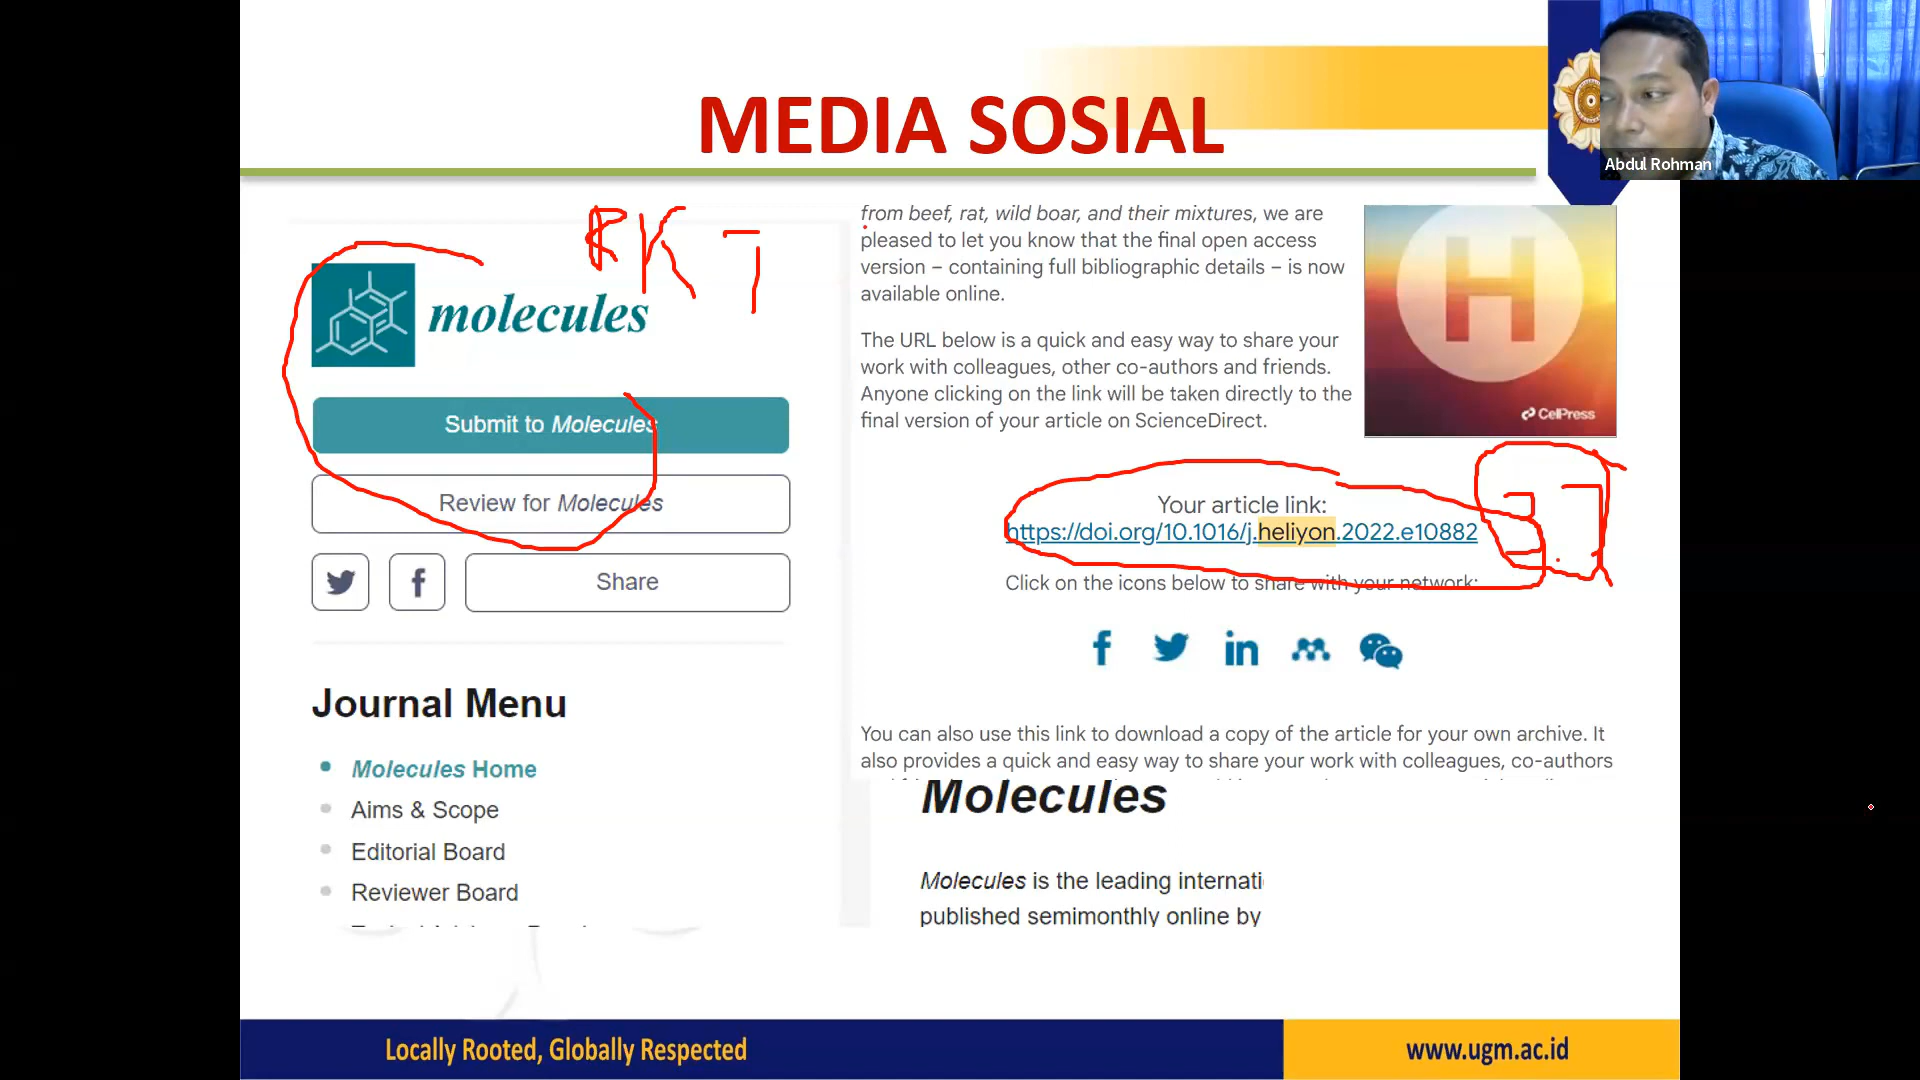 MEDIA SOSIAL
Abdul Rohman
RKT
molecules
Submit to Molecules
Review for Molecules
Share
Journal Menu
Molecules Home
Aims & Scope
Editorial Board
Reviewer Board
from beef, rat, wild boar, and their mixtures, we are
pleased to let you know that the final open access
version – containing full bibliographic details – is now
available online.
The URL below is a quick and easy way to share your
work with colleagues, other co-authors and friends.
Anyone clicking on the link will be taken directly to the
final version of your article on ScienceDirect.
H
CelPress
Your article link:
https://doi.org/10.1016/j.heliyon.2022.e10882
Click on the icons below to share with your network:
You can also use this link to download a copy of the article for your own archive. It
also provides a quick and easy way to share your work with colleagues, co-authors
Molecules
Molecules is the leading internati
published semimonthly online by
Locally Rooted, Globally Respected
www.ugm.ac.id